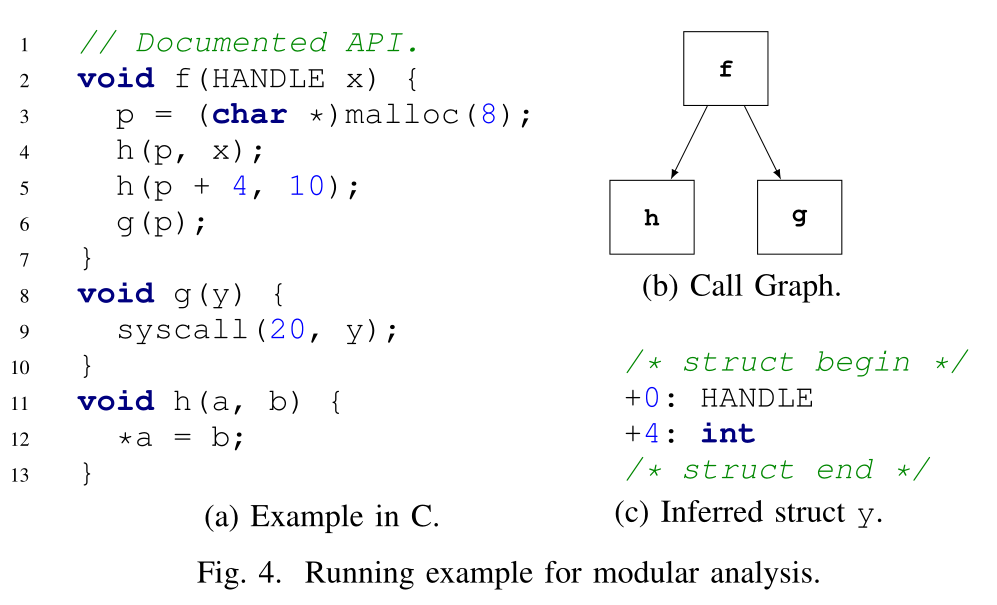 1 // Documented API.
2 void f(HANDLE x) {
3 p = (char *)malloc(8);
4 h(p, x);
5 h(p + 4, 10);
6 g(p);
7 }
8 void g(y) {
9 syscall(20, y);
10 }
11 void h(a, b) {
12 *a = b;
13 }
(a) Example in C.
f
h g
(b) Call Graph.
/* struct begin */
+0: HANDLE
+4: int
/* struct end */
(c) Inferred struct y.
Fig. 4. Running example for modular analysis.